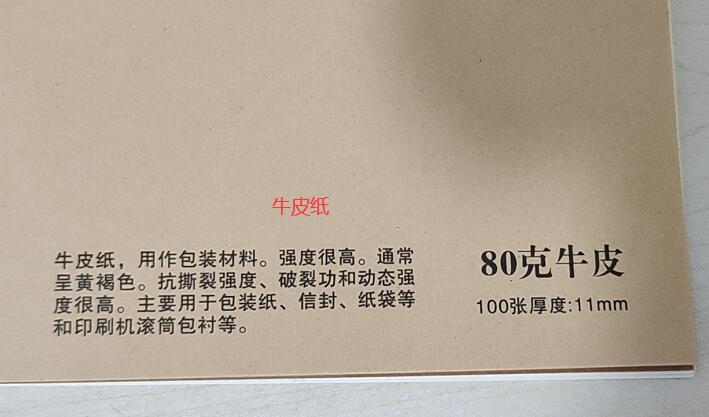 牛皮纸
牛皮纸，用作包装材料。强度很高。通常
呈黄褐色。抗撕裂强度、破裂功和动态强
度很高。主要用于包装纸、信封、纸袋等
和印刷机滚筒包衬等。
80克牛皮
100张厚度:11mm